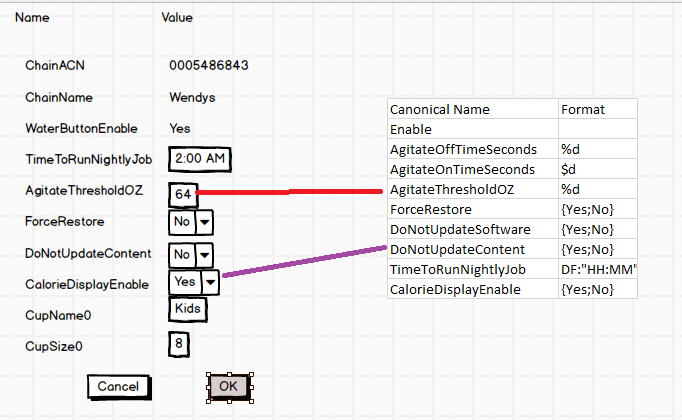 Name Value
ChainACN 0005486843
ChainName Wendys
WaterButtonEnable Yes
TimeToRunNightlyJob 2:00 AM
AgitateThresholdOZ 64
ForceRestore No
DoNotUpdateContent No
CalorieDisplayEnable Yes
CupName0 Kids
CupSize0 8
Cancel OK
Canonical Name Format
Enable
AgitateOffTimeSeconds %d
AgitateOnTimeSeconds $d
AgitateThresholdOZ %d
ForceRestore {Yes;No}
DoNotUpdateSoftware {Yes;No}
DoNotUpdateContent {Yes;No}
TimeToRunNightlyJob DF:"HH:MM"
CalorieDisplayEnable {Yes;No}